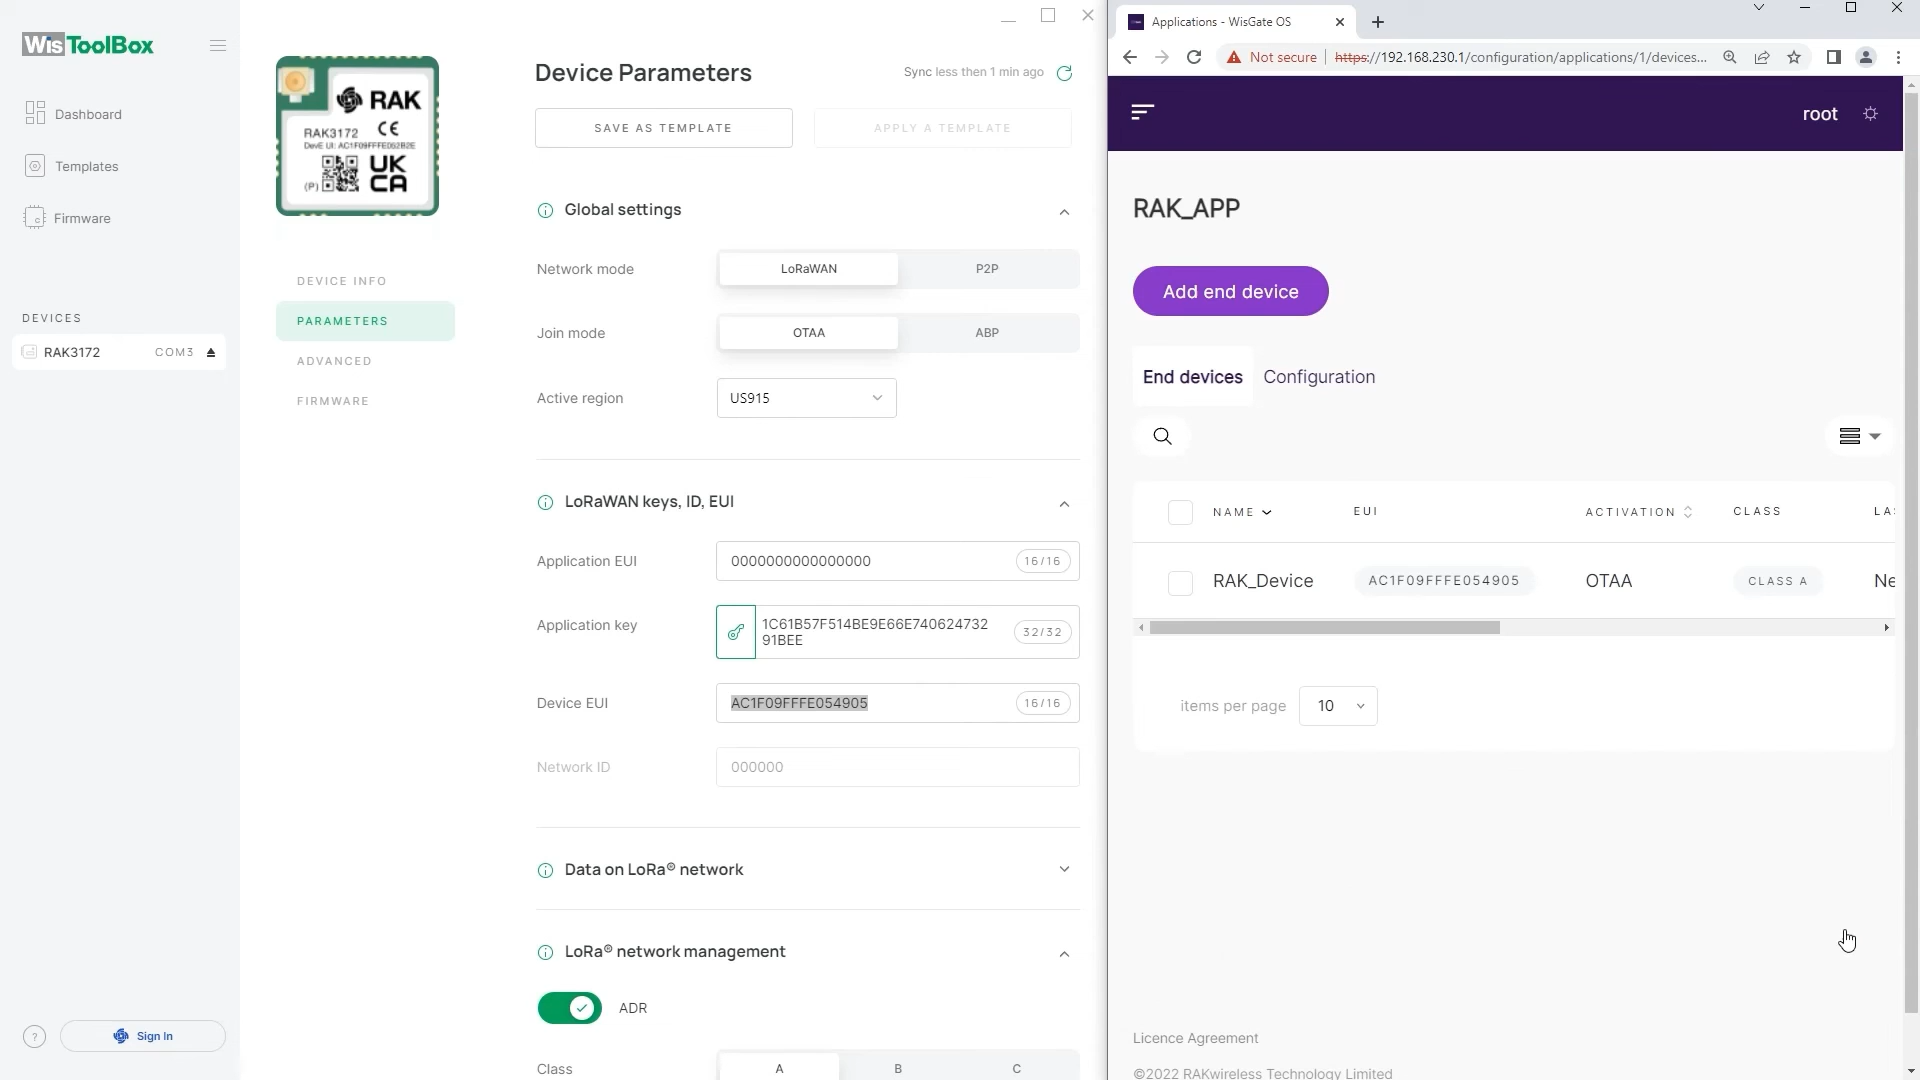 WisToolBox
Dashboard
Templates
Firmware
DEVICES
RAK3172 COM3
? Sign In
RAK
RAK3172 CE
DevE UI: AC1F09FFFE052B2E
(P) UK
CA
DEVICE INFO
PARAMETERS
ADVANCED
FIRMWARE
Device Parameters
Sync less then 1 min ago
SAVE AS TEMPLATE
APPLY A TEMPLATE
Global settings
Network mode LoRaWAN P2P
Join mode OTAA ABP
Active region US915
LoRaWAN keys, ID, EUI
Application EUI 0000000000000000 16/16
Application key 1C61B57F514BE9E66E740624732
91BEE 32/32
Device EUI AC1F09FFFE054905 16/16
Network ID 000000
Data on LoRa® network
LoRa® network management
ADR
Class A B C
Applications - WisGate OS
Not secure https://192.168.230.1/configuration/applications/1/devices...
root
RAK_APP
Add end device
End devices Configuration
NAME EUI ACTIVATION CLASS LA
RAK_Device AC1F09FFFE054905 OTAA CLASS A Ne
items per page 10
Licence Agreement
©2022 RAKwireless Technology Limited